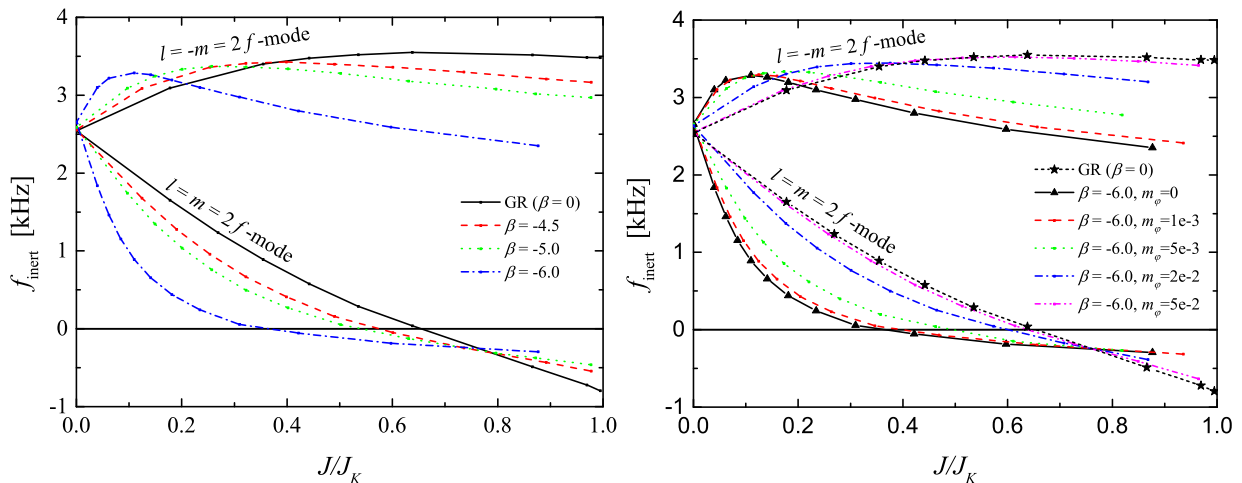 4
3
2
1
0
-1
0.0
0.2
0.4
0.6
0.8
1.0
f_inert [kHz]
J/J_K
l = -m = 2 f -mode
l = m = 2 f -mode
GR (β = 0)
β = -4.5
β = -5.0
β = -6.0
4
3
2
1
0
-1
0.0
0.2
0.4
0.6
0.8
1.0
f_inert [kHz]
J/J_K
l = -m = 2 f -mode
l = m = 2 f -mode
GR (β = 0)
β = -6.0, m_φ=0
β = -6.0, m_φ=1e-3
β = -6.0, m_φ=5e-3
β = -6.0, m_φ=2e-2
β = -6.0, m_φ=5e-2